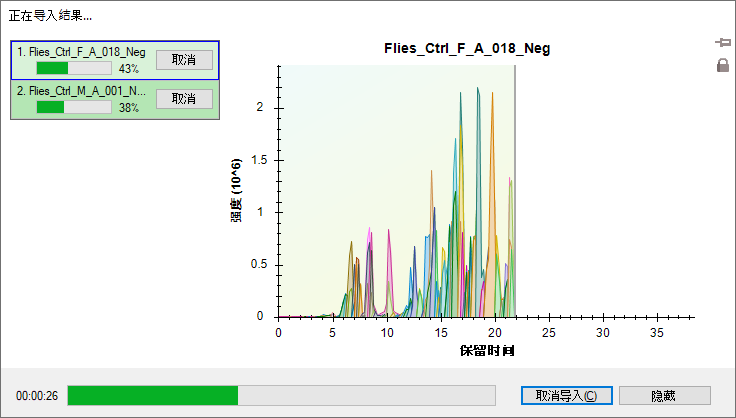 正在导入结果...
1. Flies_Ctrl_F_A_018_Neg
43%
取消
2. Flies_Ctrl_M_A_001_N...
38%
取消
Flies_Ctrl_F_A_018_Neg
强度 (10^6)
2
1.5
1
0.5
0
0 5 10 15 20 25 30 35
保留时间
00:00:26
取消导入(C)
隐藏